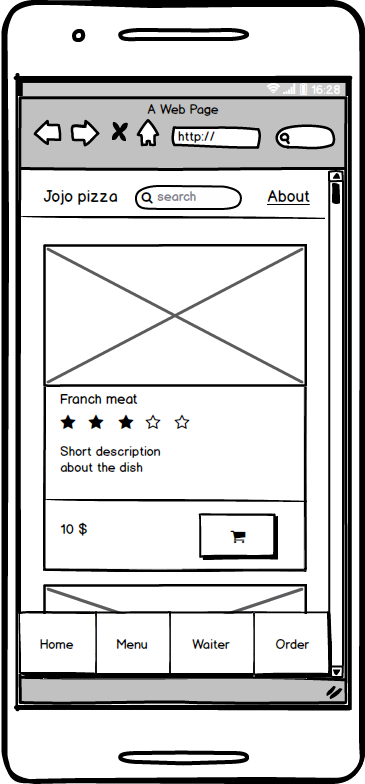 16:28
A Web Page
http://
Jojo pizza search About
Franch meat
Short description
about the dish
10 $
Home Menu Waiter Order